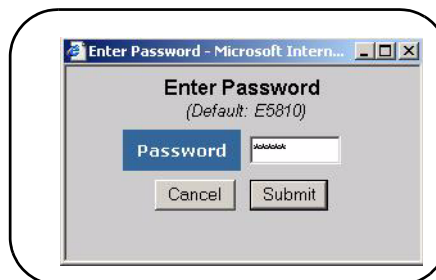 Enter Password - Microsoft Intern...
Enter Password
(Default: E5810)
Password *****
Cancel Submit